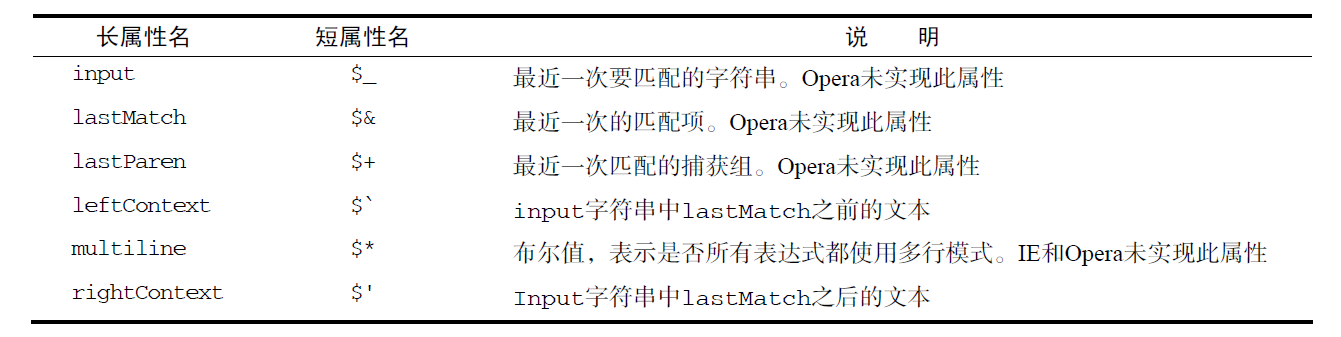 长属性名 短属性名 说 明
input $_ 最近一次要匹配的字符串。Opera未实现此属性
lastMatch $& 最近一次的匹配项。Opera未实现此属性
lastParen $+ 最近一次匹配的捕获组。Opera未实现此属性
leftContext $` input字符串中lastMatch之前的文本
multiline $* 布尔值，表示是否所有表达式都使用多行模式。IE和Opera未实现此属性
rightContext $' Input字符串中lastMatch之后的文本